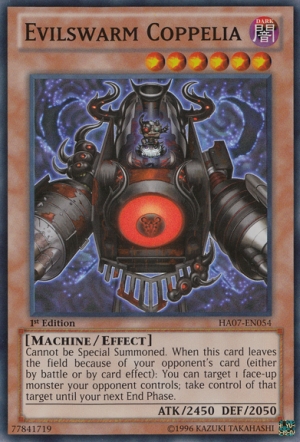 Evilswarm Coppelia
DARK
闇
1st Edition
HA07-EN054
[Machine/Effect]
Cannot be Special Summoned. When this card leaves
the field because of your opponent's card (either
by battle or by card effect): You can target 1 face-up
monster your opponent controls; take control of
that target until your next End Phase.
ATK/2450 DEF/2050
77841719
©1996 KAZUKI TAKAHASHI